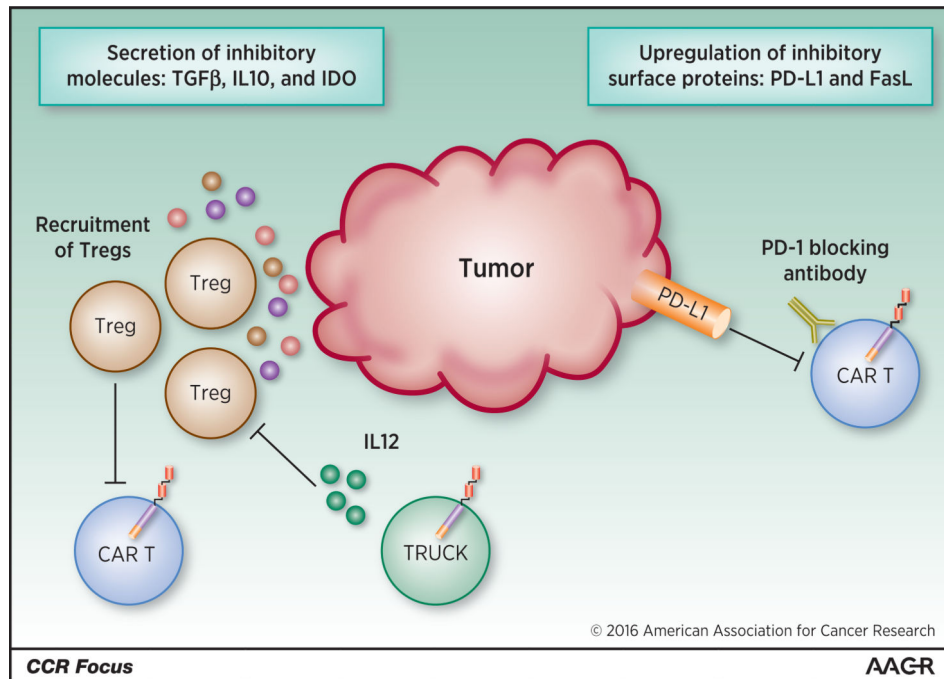 Secretion of inhibitory
molecules: TGFβ, IL10, and IDO
Upregulation of inhibitory
surface proteins: PD-L1 and FasL
Recruitment
of Tregs
Treg
Treg
Treg
Tumor
PD-L1
PD-1 blocking
antibody
CAR T
IL12
CAR T
TRUCK
© 2016 American Association for Cancer Research
CCR Focus
AACR